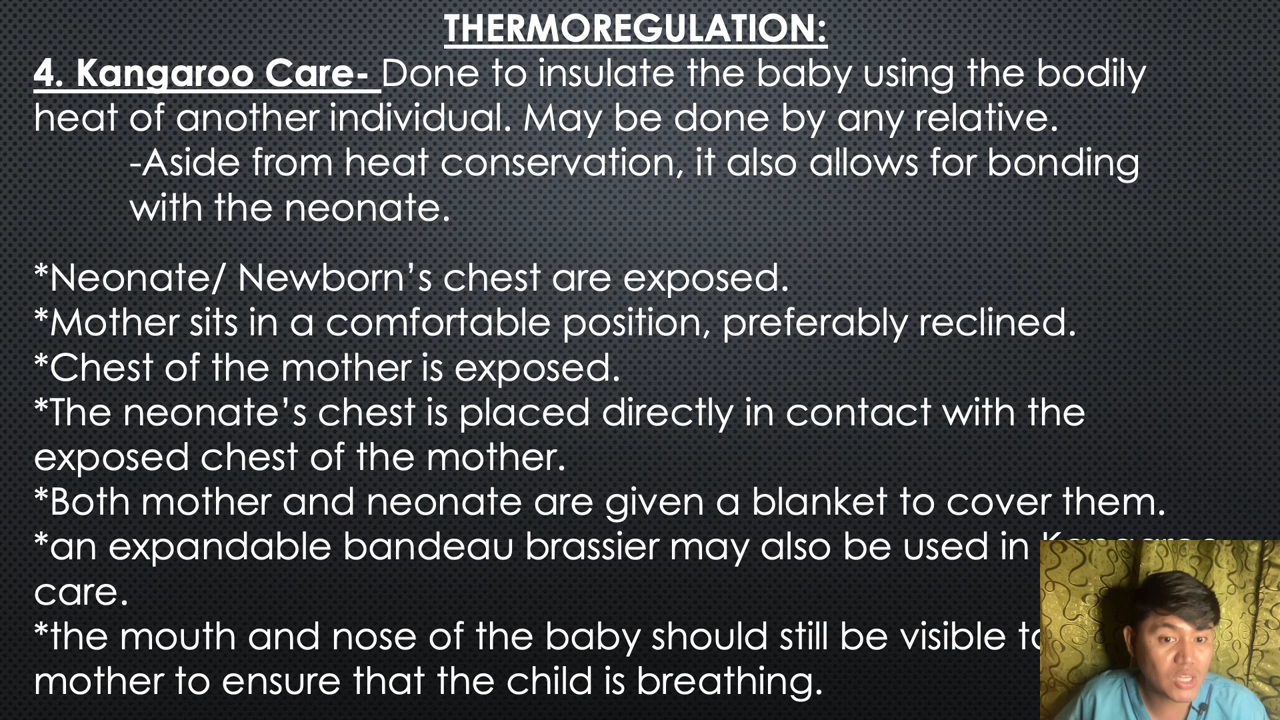 THERMOREGULATION:
4. Kangaroo Care- Done to insulate the baby using the bodily
heat of another individual. May be done by any relative.
-Aside from heat conservation, it also allows for bonding
with the neonate.
*Neonate/ Newborn's chest are exposed.
*Mother sits in a comfortable position, preferably reclined.
*Chest of the mother is exposed.
*The neonate's chest is placed directly in contact with the
exposed chest of the mother.
*Both mother and neonate are given a blanket to cover them.
*an expandable bandeau brassier may also be used in Kangaroo
care.
*the mouth and nose of the baby should still be visible
mother to ensure that the child is breathing.